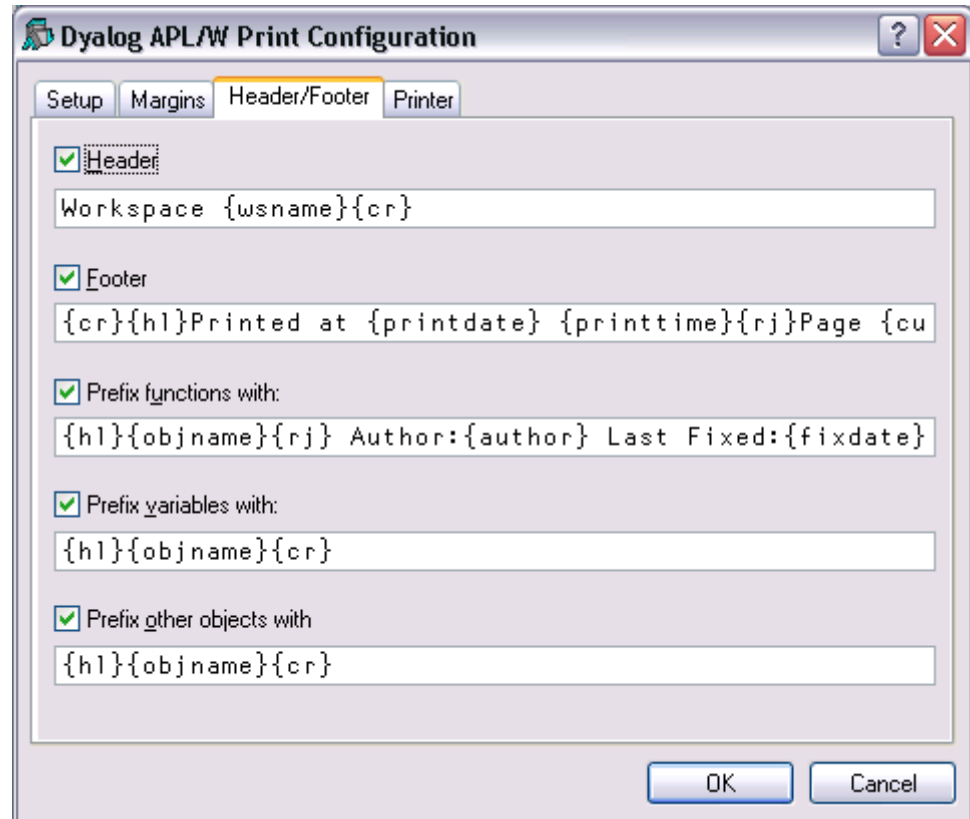 Dyalog APL/W Print Configuration
Setup Margins Header/Footer Printer
Header
Workspace {wsname}{cr}
Footer
{cr}{hl}Printed at {printdate} {printtime}{rj}Page {cu
Prefix functions with:
{hl}{objname}{rj} Author:{author} Last Fixed:{fixdate}
Prefix variables with:
{hl}{objname}{cr}
Prefix other objects with
{hl}{objname}{cr}
OK Cancel